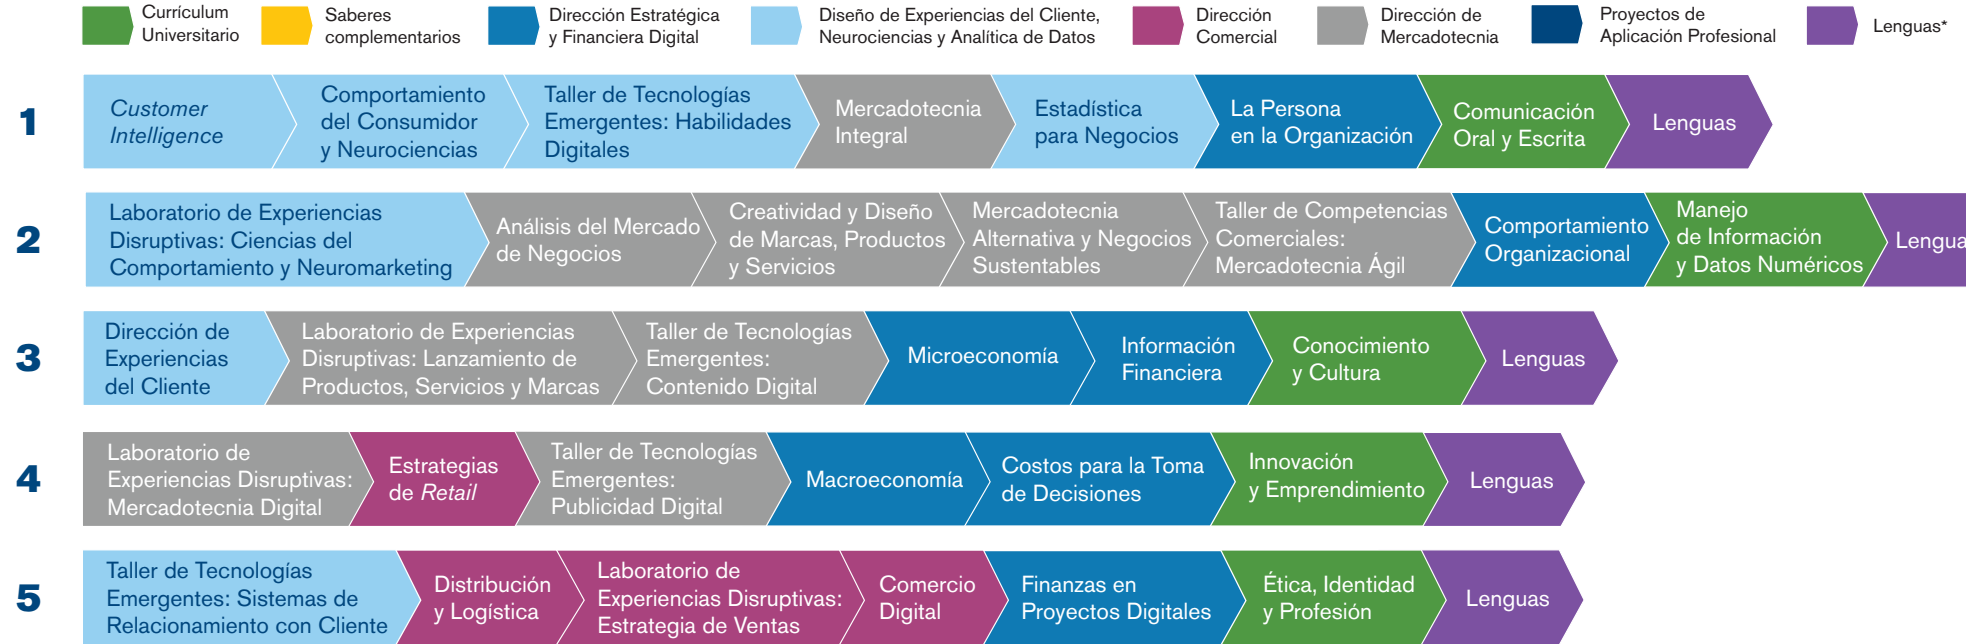 Currículum
Universitario
Saberes
complementarios
Dirección Estratégica
y Financiera Digital
Diseño de Experiencias del Cliente,
Neurociencias y Analítica de Datos
Dirección
Comercial
Dirección de
Mercadotecnia
Proyectos de
Aplicación Profesional
Lenguas*
1
Customer
Intelligence
Comportamiento
del Consumidor
y Neurociencias
Taller de Tecnologías
Emergentes: Habilidades
Digitales
Mercadotecnia
Integral
Estadística
para Negocios
La Persona
en la Organización
Comunicación
Oral y Escrita
Lenguas
2
Laboratorio de Experiencias
Disruptivas: Ciencias del
Comportamiento y Neuromarketing
Análisis del Mercado
de Negocios
Creatividad y Diseño
de Marcas, Productos
y Servicios
Mercadotecnia
Alternativa y Negocios
Sustentables
Taller de Competencias
Comerciales:
Mercadotecnia Ágil
Comportamiento
Organizacional
Manejo
de Información
y Datos Numéricos
Lengua
3
Dirección de
Experiencias
del Cliente
Laboratorio de Experiencias
Disruptivas: Lanzamiento de
Productos, Servicios y Marcas
Taller de Tecnologías
Emergentes:
Contenido Digital
Microeconomía
Información
Financiera
Conocimiento
y Cultura
Lenguas
4
Laboratorio de
Experiencias Disruptivas:
Mercadotecnia Digital
Estrategias
de Retail
Taller de Tecnologías
Emergentes:
Publicidad Digital
Macroeconomía
Costos para la Toma
de Decisiones
Innovación
y Emprendimiento
Lenguas
5
Taller de Tecnologías
Emergentes: Sistemas de
Relacionamiento con Cliente
Distribución
y Logística
Laboratorio de
Experiencias Disruptivas:
Estrategia de Ventas
Comercio
Digital
Finanzas en
Proyectos Digitales
Ética, Identidad
y Profesión
Lenguas